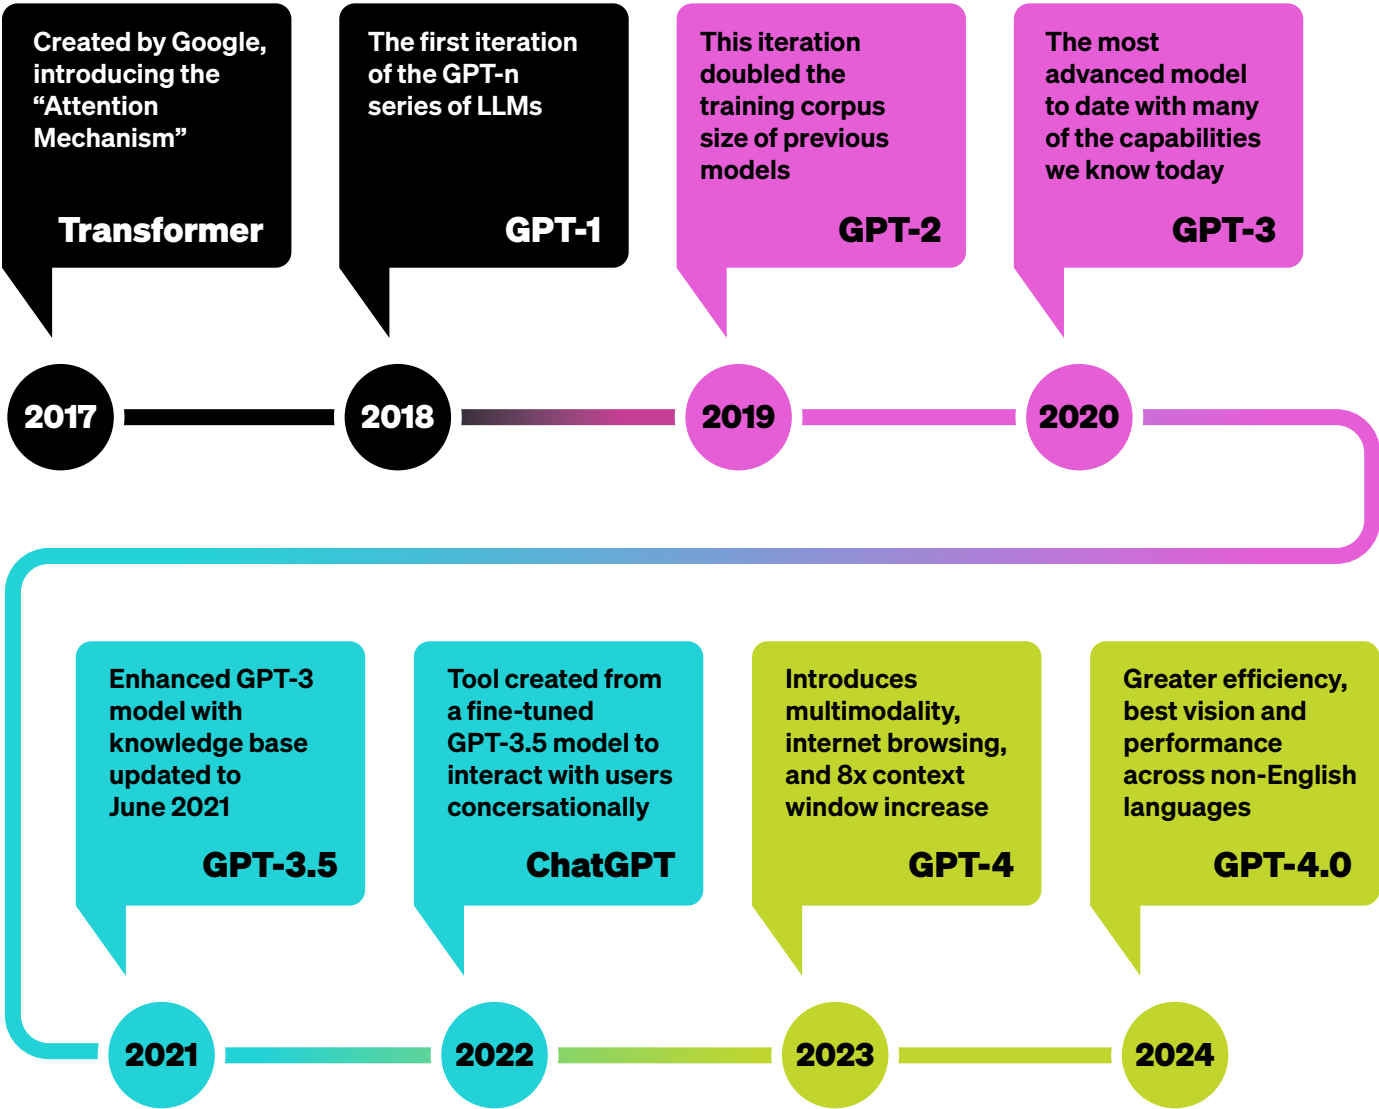 Created by Google,
introducing the
“Attention
Mechanism”
Transformer
The first iteration
of the GPT-n
series of LLMs
GPT-1
This iteration
doubled the
training corpus
size of previous
models
GPT-2
The most
advanced model
to date with many
of the capabilities
we know today
GPT-3
2017
2018
2019
2020
Enhanced GPT-3
model with
knowledge base
updated to
June 2021
GPT-3.5
Tool created from
a fine-tuned
GPT-3.5 model to
interact with users
concersationally
ChatGPT
Introduces
multimodality,
internet browsing,
and 8x context
window increase
GPT-4
Greater efficiency,
best vision and
performance
across non-English
languages
GPT-4.0
2021
2022
2023
2024